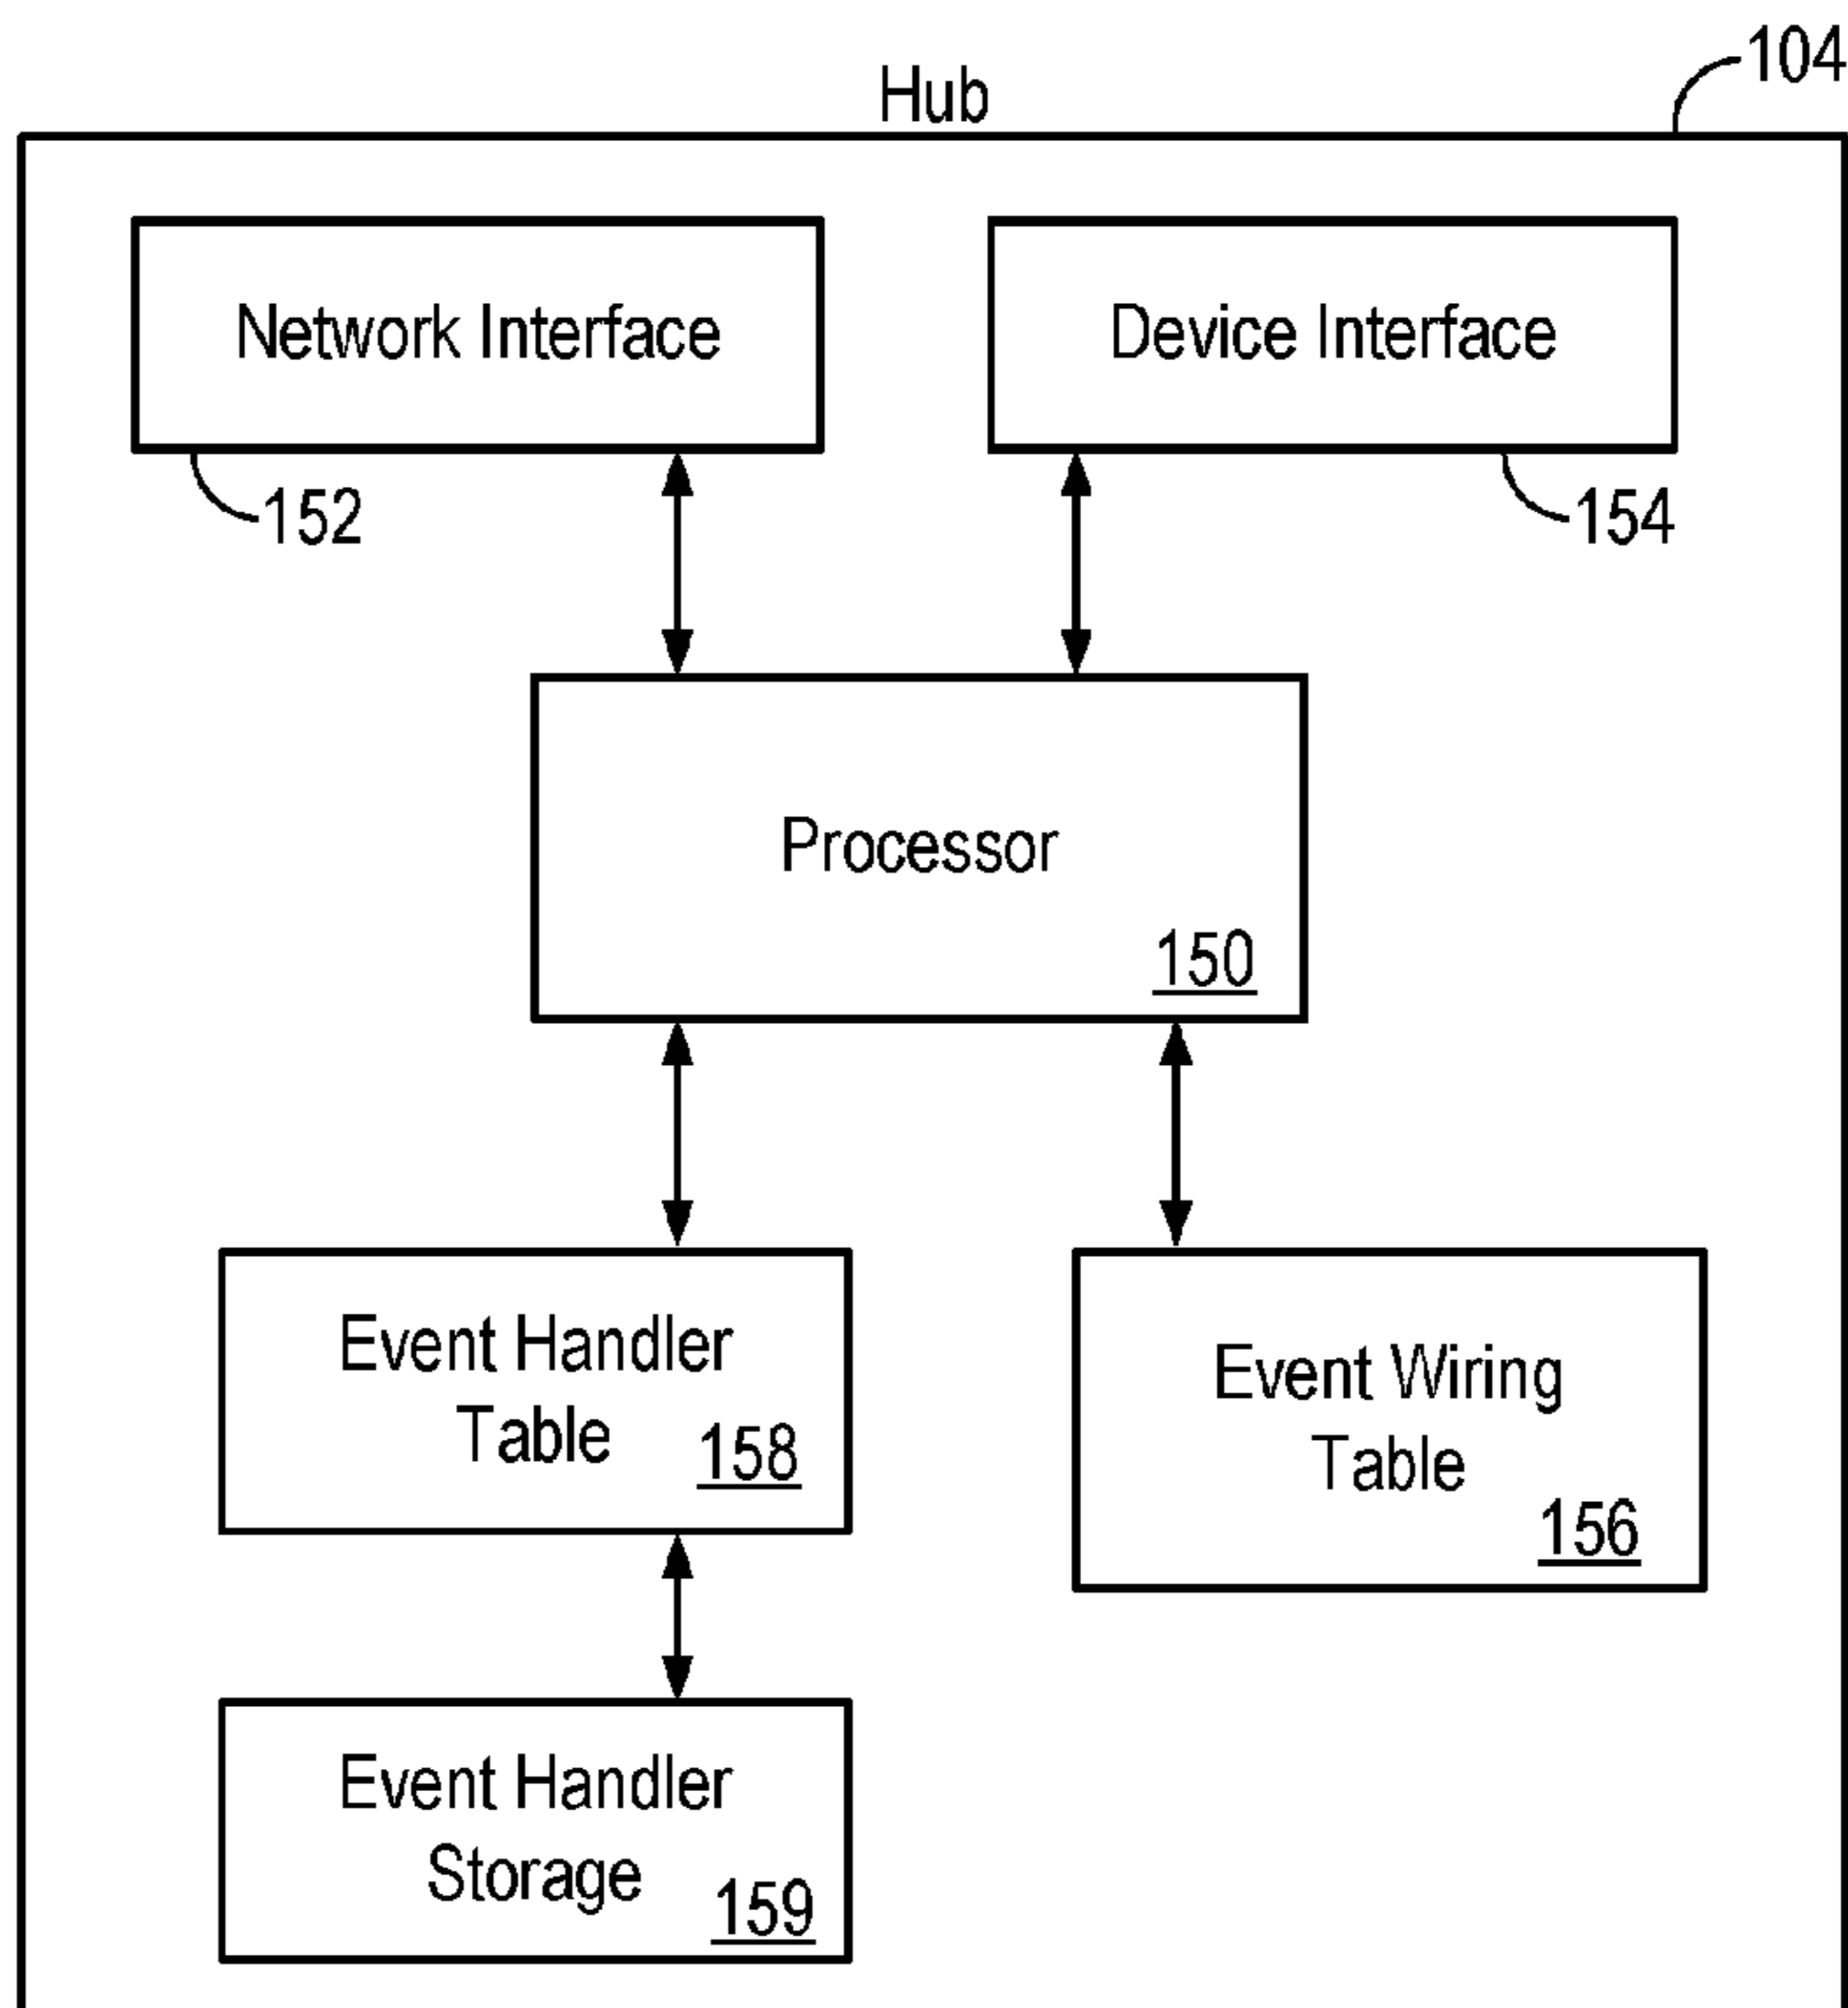 104
Hub
Network Interface
Device Interface
152
154
Processor
150
Event Handler
Table
158
Event Wiring
Table
156
Event Handler
Storage
159